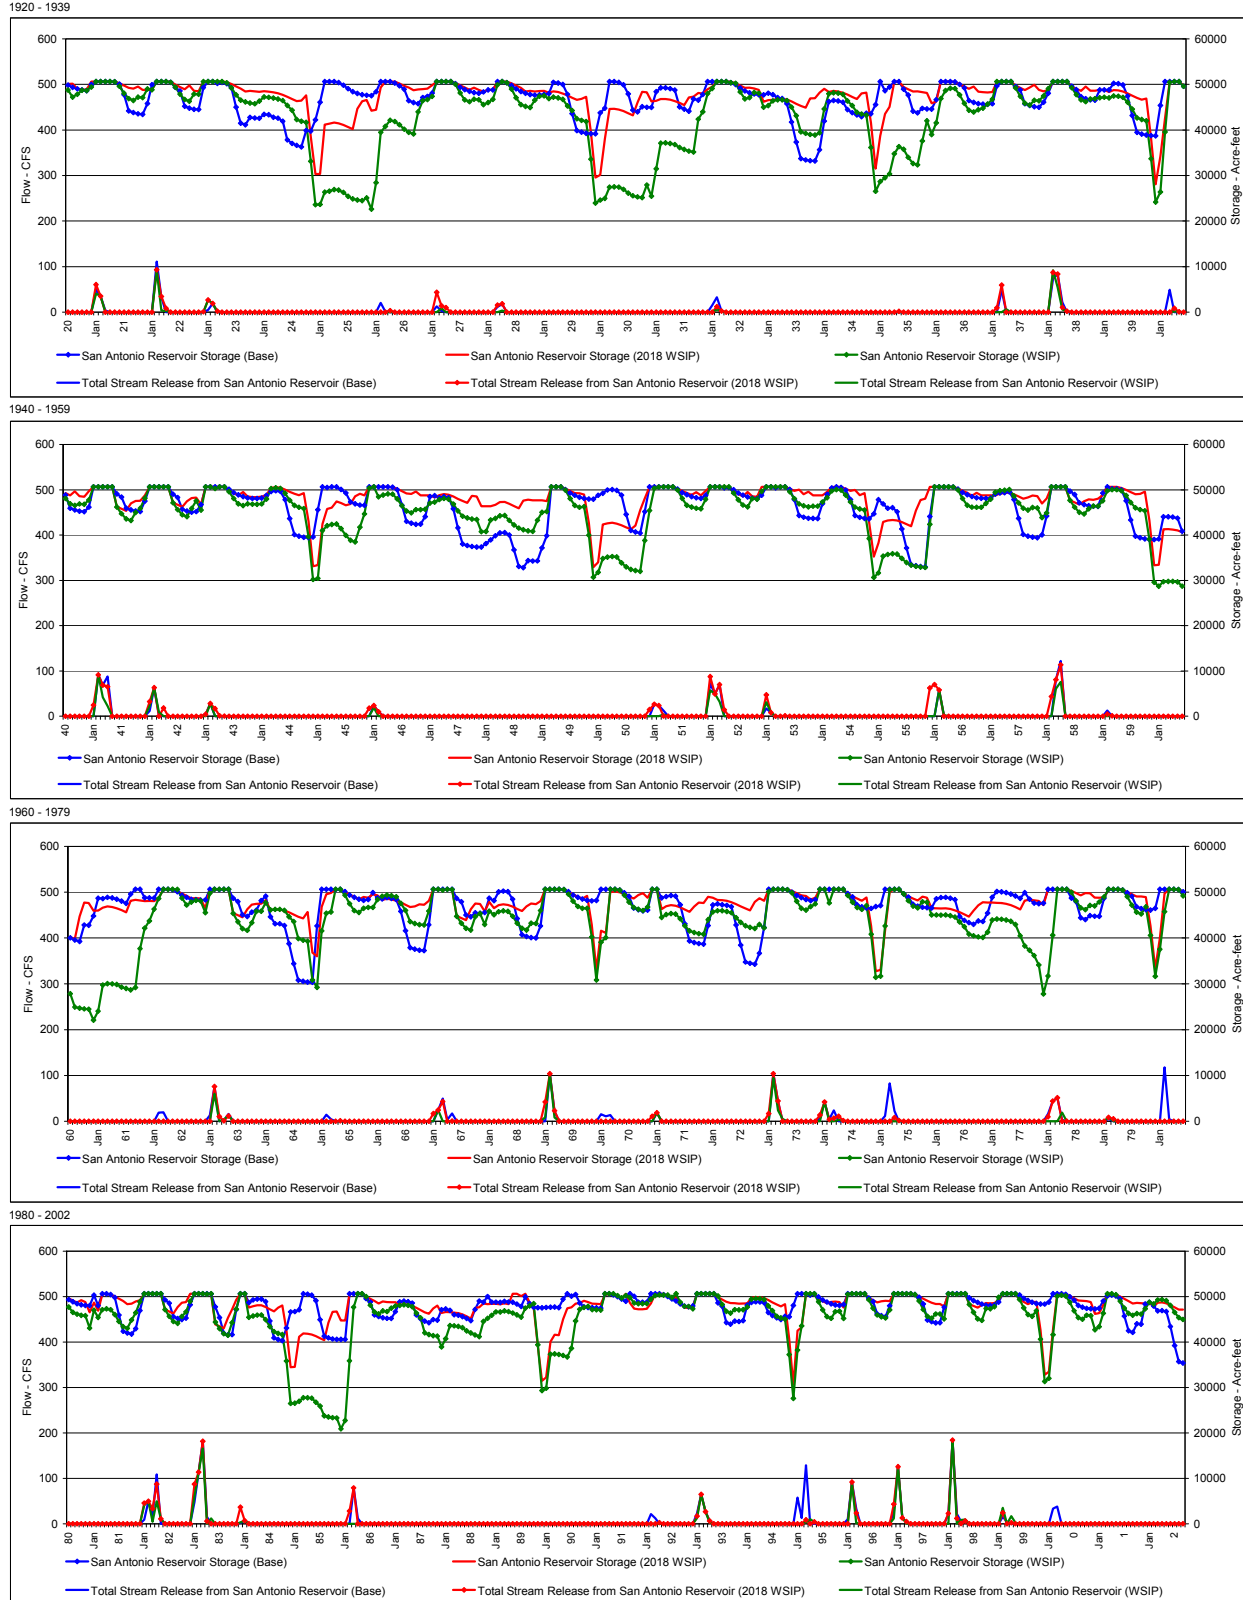 1920 - 1939
600 60000
500 50000
400 40000
300 30000
200 20000
100 10000
0 0
Flow - CFS
Storage - Acre-feet
20 Jan 21 Jan 22 Jan 23 Jan 24 Jan 25 Jan 26 Jan 27 Jan 28 Jan 29 Jan 30 Jan 31 Jan 32 Jan 33 Jan 34 Jan 35 Jan 36 Jan 37 Jan 38 Jan 39 Jan
San Antonio Reservoir Storage (Base) San Antonio Reservoir Storage (2018 WSIP) San Antonio Reservoir Storage (WSIP)
Total Stream Release from San Antonio Reservoir (Base) Total Stream Release from San Antonio Reservoir (2018 WSIP) Total Stream Release from San Antonio Reservoir (WSIP)
1940 - 1959
600 60000
500 50000
400 40000
300 30000
200 20000
100 10000
0 0
Flow - CFS
Storage - Acre-feet
40 Jan 41 Jan 42 Jan 43 Jan 44 Jan 45 Jan 46 Jan 47 Jan 48 Jan 49 Jan 50 Jan 51 Jan 52 Jan 53 Jan 54 Jan 55 Jan 56 Jan 57 Jan 58 Jan 59 Jan
San Antonio Reservoir Storage (Base) San Antonio Reservoir Storage (2018 WSIP) San Antonio Reservoir Storage (WSIP)
Total Stream Release from San Antonio Reservoir (Base) Total Stream Release from San Antonio Reservoir (2018 WSIP) Total Stream Release from San Antonio Reservoir (WSIP)
1960 - 1979
600 60000
500 50000
400 40000
300 30000
200 20000
100 10000
0 0
Flow - CFS
Storage - Acre-feet
60 Jan 61 Jan 62 Jan 63 Jan 64 Jan 65 Jan 66 Jan 67 Jan 68 Jan 69 Jan 70 Jan 71 Jan 72 Jan 73 Jan 74 Jan 75 Jan 76 Jan 77 Jan 78 Jan 79 Jan
San Antonio Reservoir Storage (Base) San Antonio Reservoir Storage (2018 WSIP) San Antonio Reservoir Storage (WSIP)
Total Stream Release from San Antonio Reservoir (Base) Total Stream Release from San Antonio Reservoir (2018 WSIP) Total Stream Release from San Antonio Reservoir (WSIP)
1980 - 2002
600 60000
500 50000
400 40000
300 30000
200 20000
100 10000
0 0
Flow - CFS
Storage - Acre-feet
80 Jan 81 Jan 82 Jan 83 Jan 84 Jan 85 Jan 86 Jan 87 Jan 88 Jan 89 Jan 90 Jan 91 Jan 92 Jan 93 Jan 94 Jan 95 Jan 96 Jan 97 Jan 98 Jan 99 Jan 0 Jan 1 Jan 2
San Antonio Reservoir Storage (Base) San Antonio Reservoir Storage (2018 WSIP) San Antonio Reservoir Storage (WSIP)
Total Stream Release from San Antonio Reservoir (Base) Total Stream Release from San Antonio Reservoir (2018 WSIP) Total Stream Release from San Antonio Reservoir (WSIP)